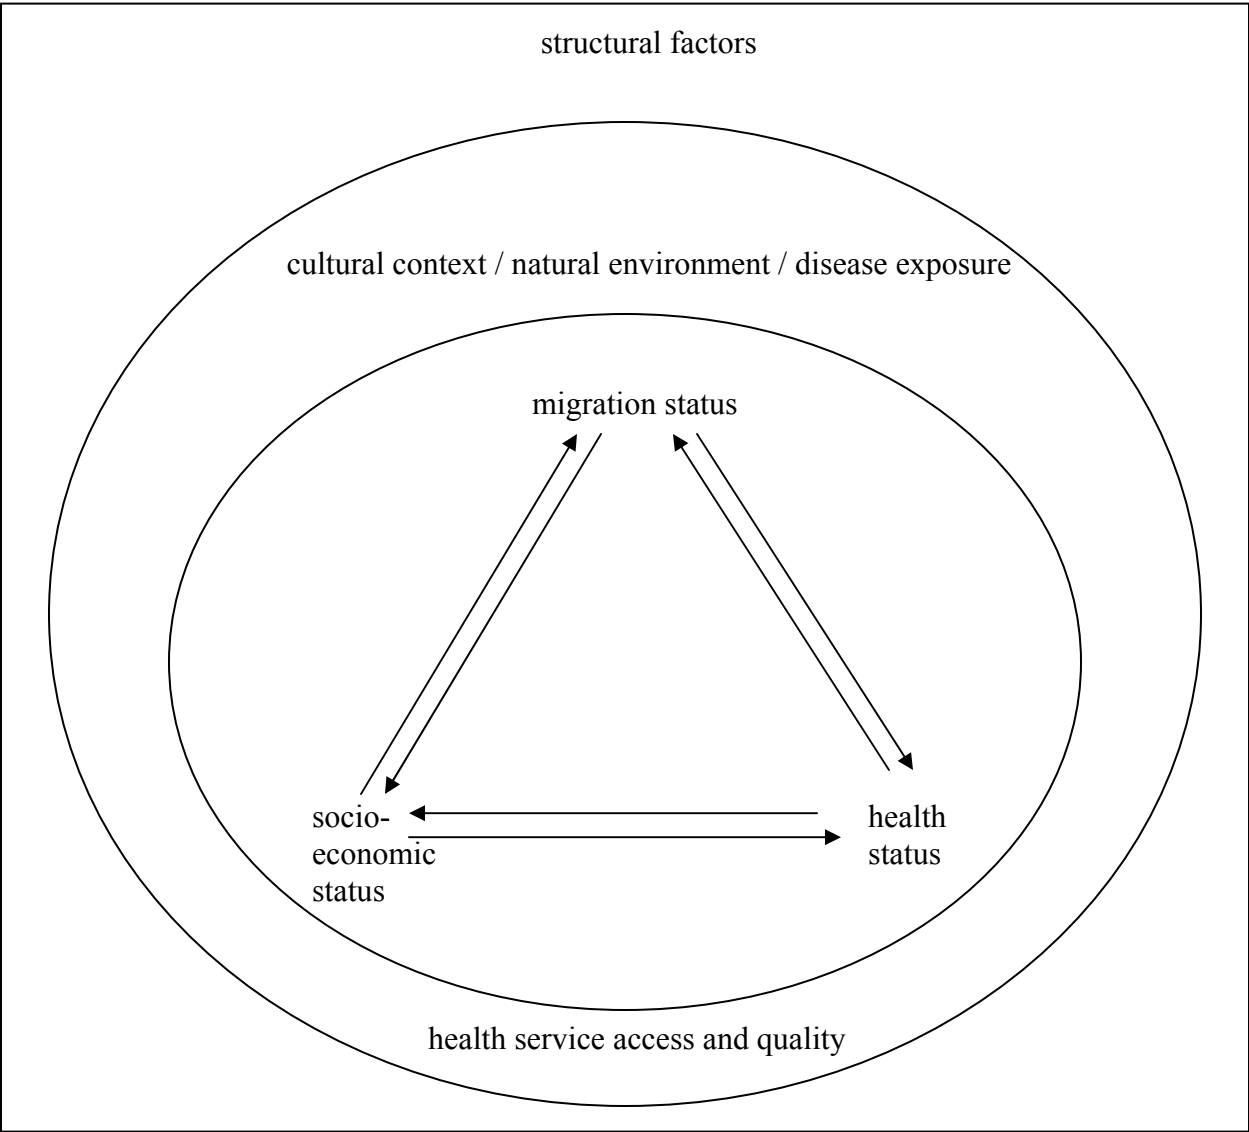 structural factors
cultural context / natural environment / disease exposure
migration status
socio-
economic
status
health
status
health service access and quality